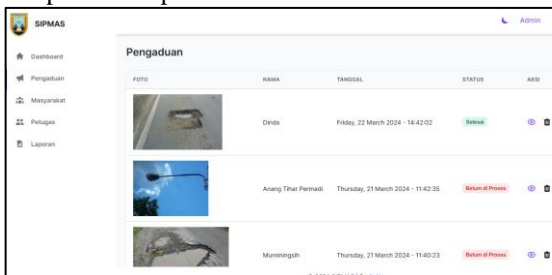 SIPMAS
Admin
Dashboard
Pengaduan
Masyarakat
Petugas
Laporan
Pengaduan
FOTO NAMA TANGGAL STATUS AKSI
Dinda Friday, 22 March 2024 - 14:42:02 Selesai
Anang Tihar Permadi Thursday, 21 March 2024 - 11:42:35 Belum di Proses
Murniningsih Thursday, 21 March 2024 - 11:40:23 Belum di Proses